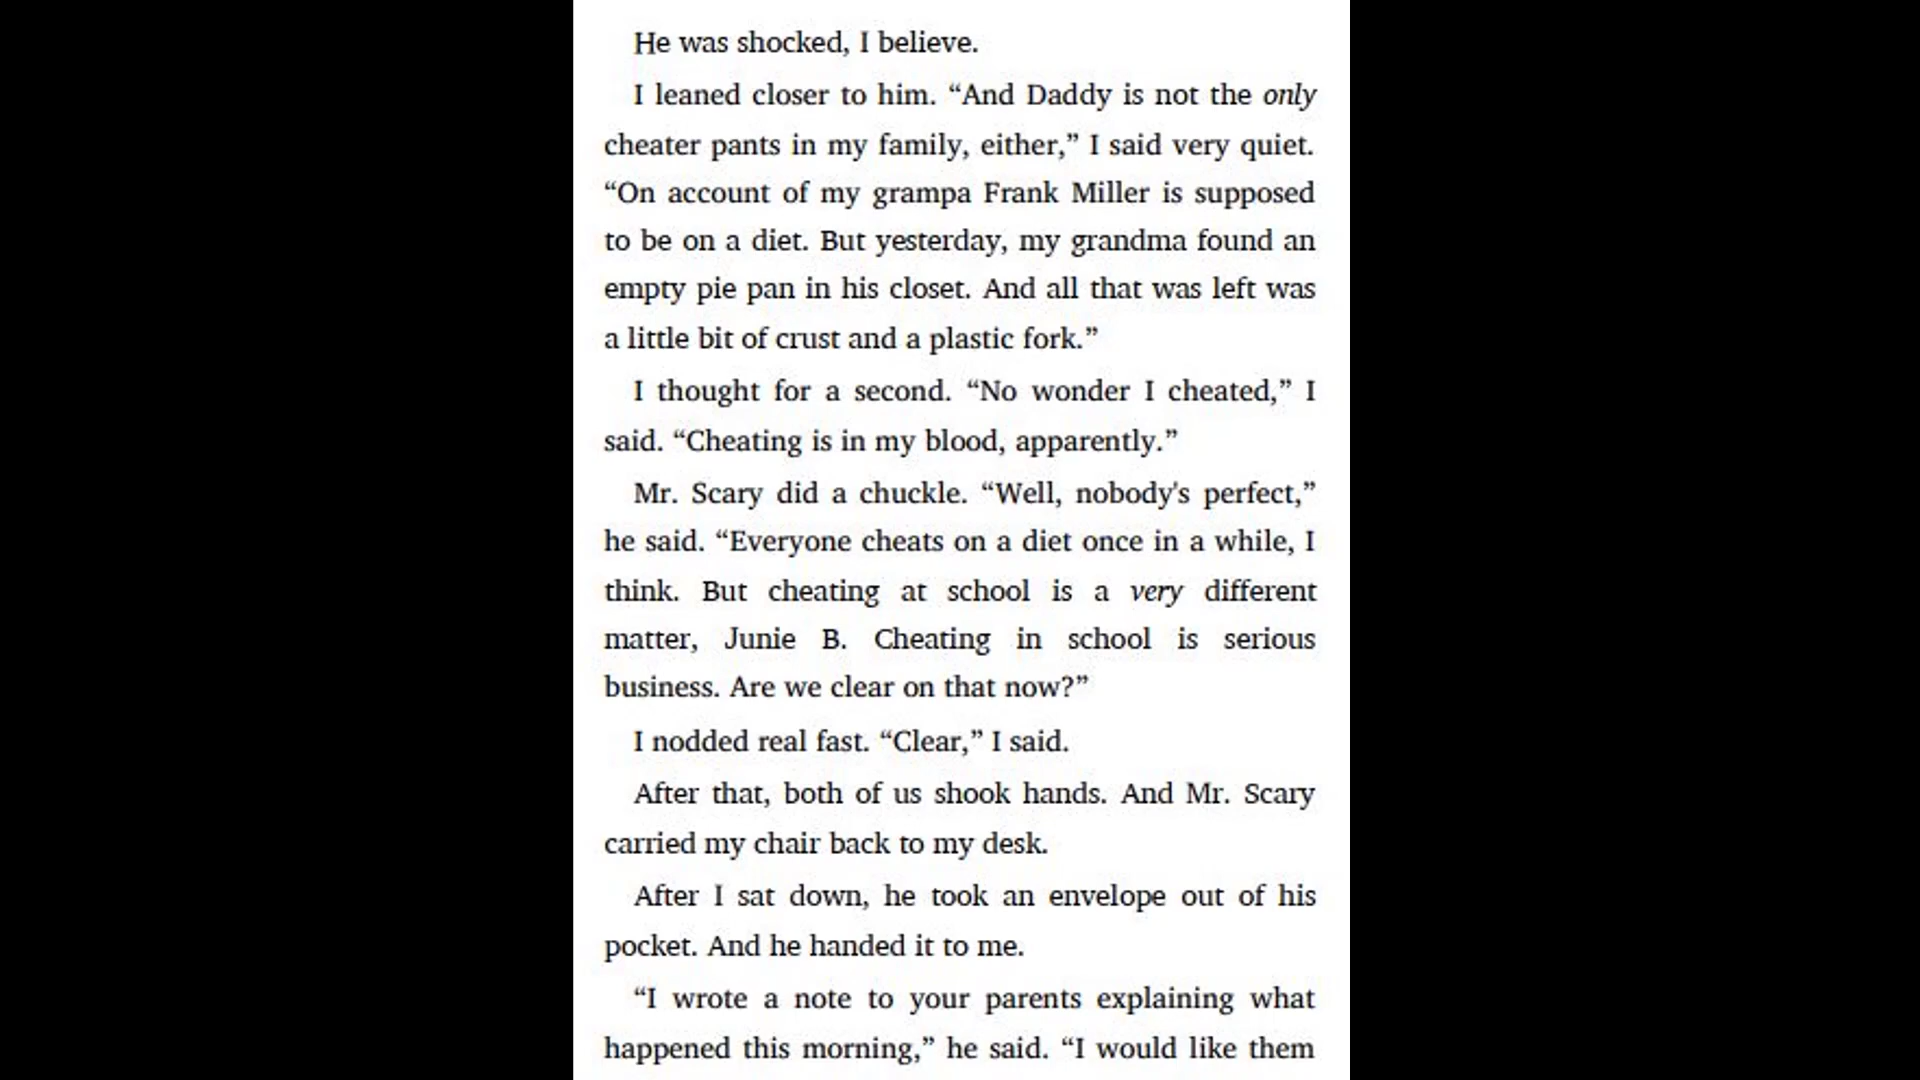 He was shocked, I believe.
I leaned closer to him. “And Daddy is not the only
cheater pants in my family, either,” I said very quiet.
“On account of my grampa Frank Miller is supposed
to be on a diet. But yesterday, my grandma found an
empty pie pan in his closet. And all that was left was
a little bit of crust and a plastic fork.”
I thought for a second. “No wonder I cheated,” I
said. “Cheating is in my blood, apparently.”
Mr. Scary did a chuckle. “Well, nobody's perfect,”
he said. “Everyone cheats on a diet once in a while, I
think. But cheating at school is a very different
matter, Junie B. Cheating in school is serious
business. Are we clear on that now?”
I nodded real fast. “Clear,” I said.
After that, both of us shook hands. And Mr. Scary
carried my chair back to my desk.
After I sat down, he took an envelope out of his
pocket. And he handed it to me.
“I wrote a note to your parents explaining what
happened this morning,” he said. “I would like them